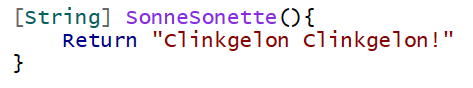 [String] SonneSonette(){
    Return "Clinkgelon Clinkgelon!"
}